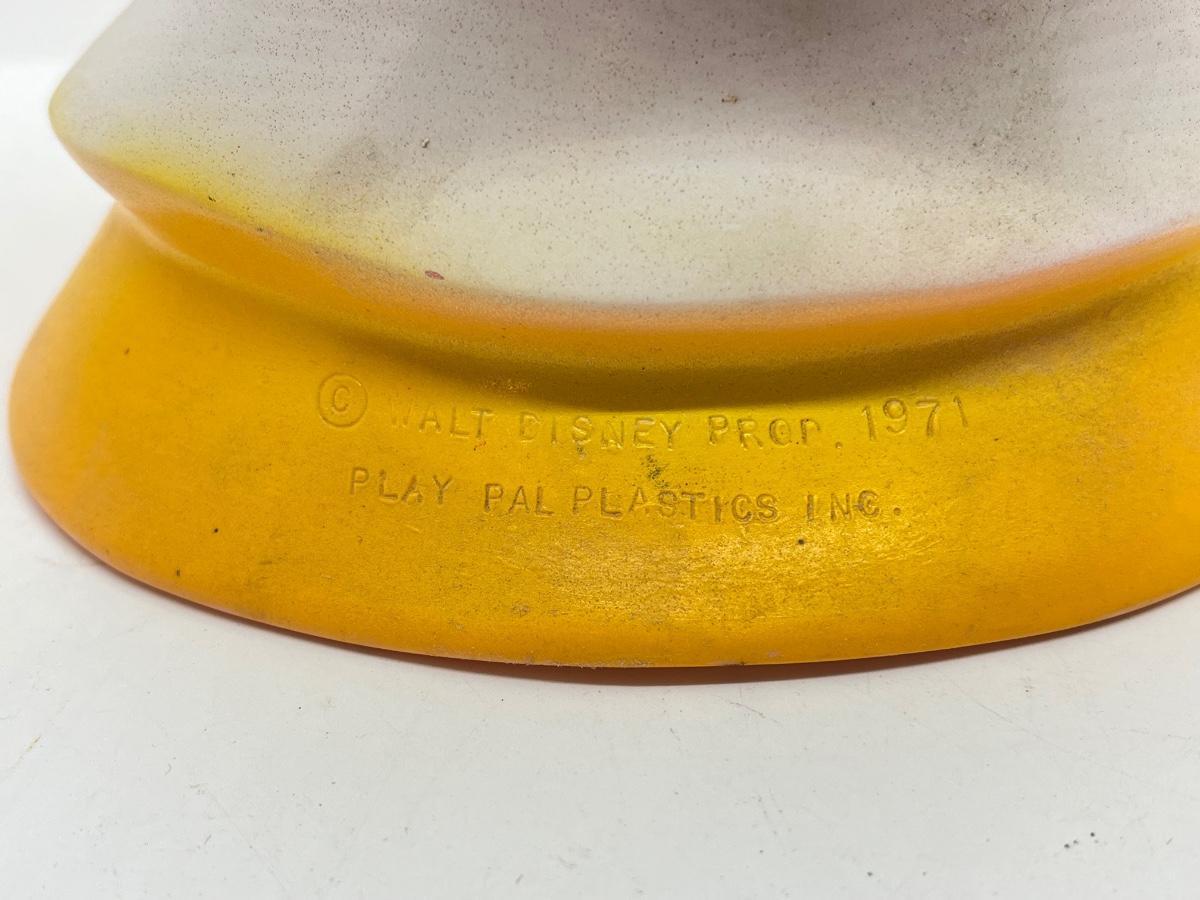 © WALT DISNEY PROD. 1971
PLAY PAL PLASTICS INC.